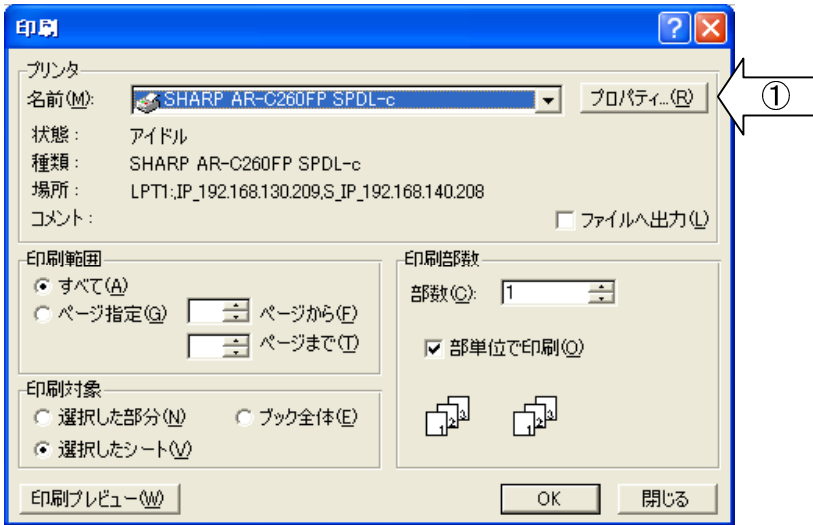 印刷
プリンタ
名前(M): SHARP AR-C260FP SPDL-c プロパティ...(R) ①
状態: アイドル
種類: SHARP AR-C260FP SPDL-c
場所: LPT1:,IP_192.168.130.209,S_IP_192.168.140.208
コメント: ファイルへ出力(L)
印刷範囲
すべて(A)
ページ指定(G) ページから(F)
ページまで(T)
印刷部数
部数(C): 1
部単位で印刷(O)
1 2 3 1 2 3
印刷対象
選択した部分(N) ブック全体(E)
選択したシート(V)
印刷プレビュー(W) OK 閉じる